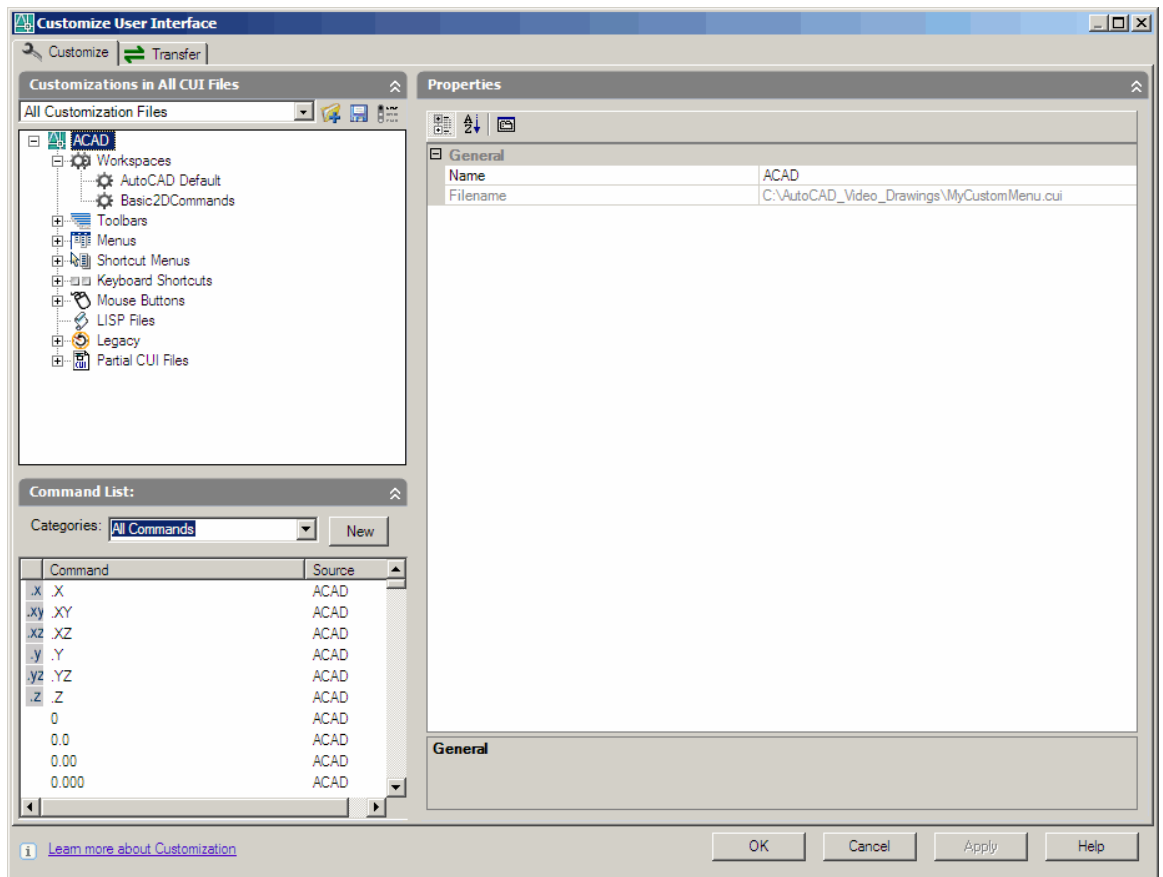 Customize User Interface
Customize
Transfer
Customizations in All CUI Files
All Customization Files
ACAD
Workspaces
AutoCAD Default
Basic2DCommands
Toolbars
Menus
Shortcut Menus
Keyboard Shortcuts
Mouse Buttons
LISP Files
Legacy
Partial CUI Files
Command List:
Categories: All Commands New
Command Source
.X .X ACAD
.xy .XY ACAD
.xz .XZ ACAD
.y .Y ACAD
.yz .YZ ACAD
.z .Z ACAD
0 ACAD
0.0 ACAD
0.00 ACAD
0.000 ACAD
Properties
General
Name ACAD
Filename C:\AutoCAD_Video_Drawings\MyCustomMenu.cui
General
Learn more about Customization
OK Cancel Apply Help